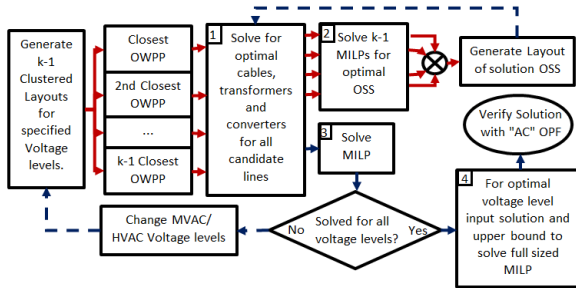 Generate
k-1
Clustered
Layouts
for
specified
Voltage
levels.
Closest
OWPP
2nd Closest
OWPP
...
k-1 Closest
OWPP
1
Solve for
optimal
cables,
transformers
and
converters
for all
candidate
lines
2
Solve k-1
MILPs for
optimal
OSS
Generate Layout
of solution OSS
3
Solve
MILP
Verify Solution
with "AC" OPF
Change MVAC/
HVAC Voltage levels
No
Solved for all
voltage levels?
Yes
4
For optimal
voltage level
input solution and
upper bound to
solve full sized
MILP